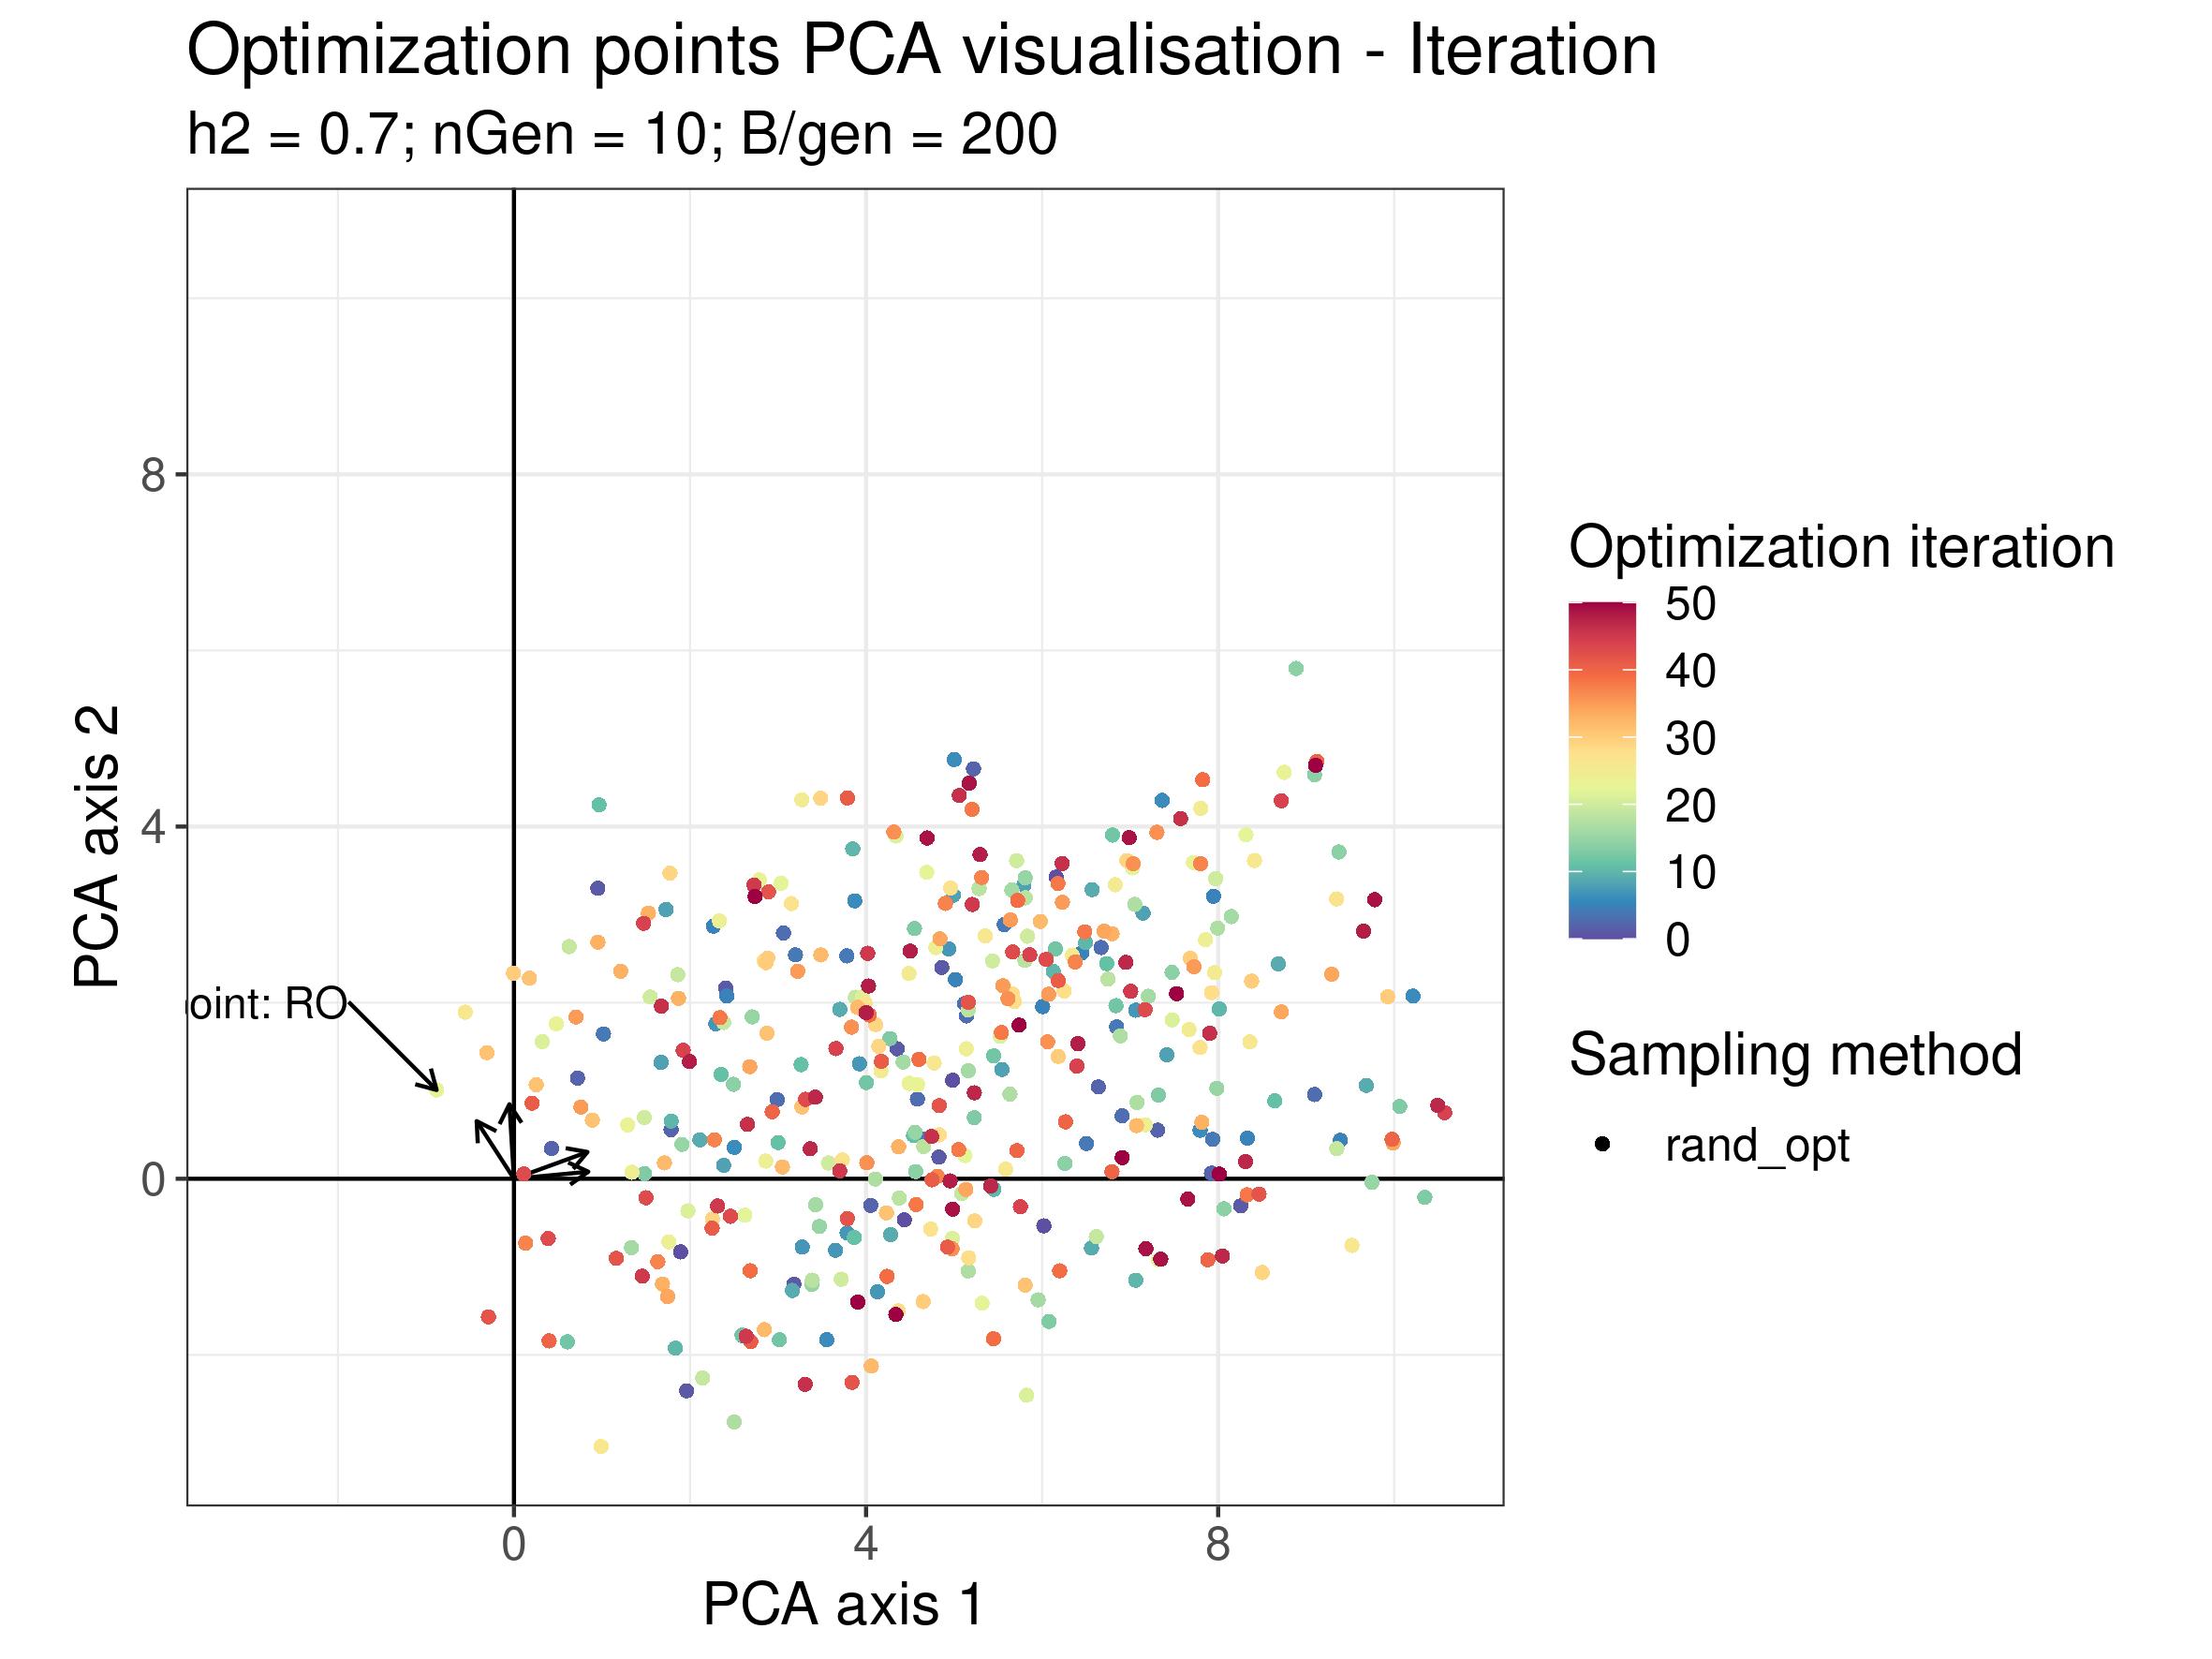 Optimization points PCA visualisation - Iteration
h2 = 0.7; nGen = 10; B/gen = 200
PCA axis 2
8
4
0
oint: RO
0
4
8
PCA axis 1
Optimization iteration
50
40
30
20
10
0
Sampling method
rand_opt